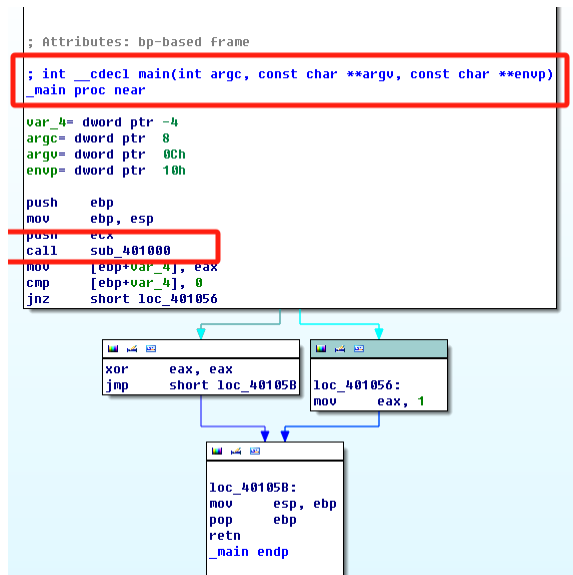 ; Attributes: bp-based frame
; int __cdecl main(int argc, const char **argv, const char **envp)
_main proc near
var_4= dword ptr -4
argc= dword ptr  8
argv= dword ptr  0Ch
envp= dword ptr  10h
push    ebp
mov     ebp, esp
push    ecx
call    sub_401000
mov     [ebp+var_4], eax
cmp     [ebp+var_4], 0
jnz     short loc_401056
xor     eax, eax
jmp     short loc_40105B
loc_401056:
mov     eax, 1
loc_40105B:
mov     esp, ebp
pop     ebp
retn
_main endp